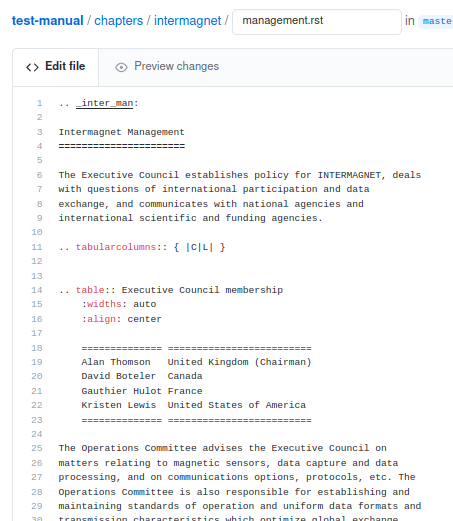 test-manual / chapters / intermagnet / management.rst in maste
Edit file
Preview changes
1 .. _inter_man:
2
3 Intermagnet Management
4 ======================
5
6 The Executive Council establishes policy for INTERMAGNET, deals
7 with questions of international participation and data
8 exchange, and communicates with national agencies and
9 international scientific and funding agencies.
10
11 .. tabularcolumns:: { |C|L| }
12
13
14 .. table:: Executive Council membership
15     :widths: auto
16     :align: center
17
18     ============== =========================
19     Alan Thomson   United Kingdom (Chairman)
20     David Boteler  Canada
21     Gauthier Hulot France
22     Kristen Lewis  United States of America
23     ============== =========================
24
25 The Operations Committee advises the Executive Council on
26 matters relating to magnetic sensors, data capture and data
27 processing, and on communications options, protocols, etc. The
28 Operations Committee is also responsible for establishing and
29 maintaining standards of operation and uniform data formats and
30 transmission characteristics which optimize global exchange